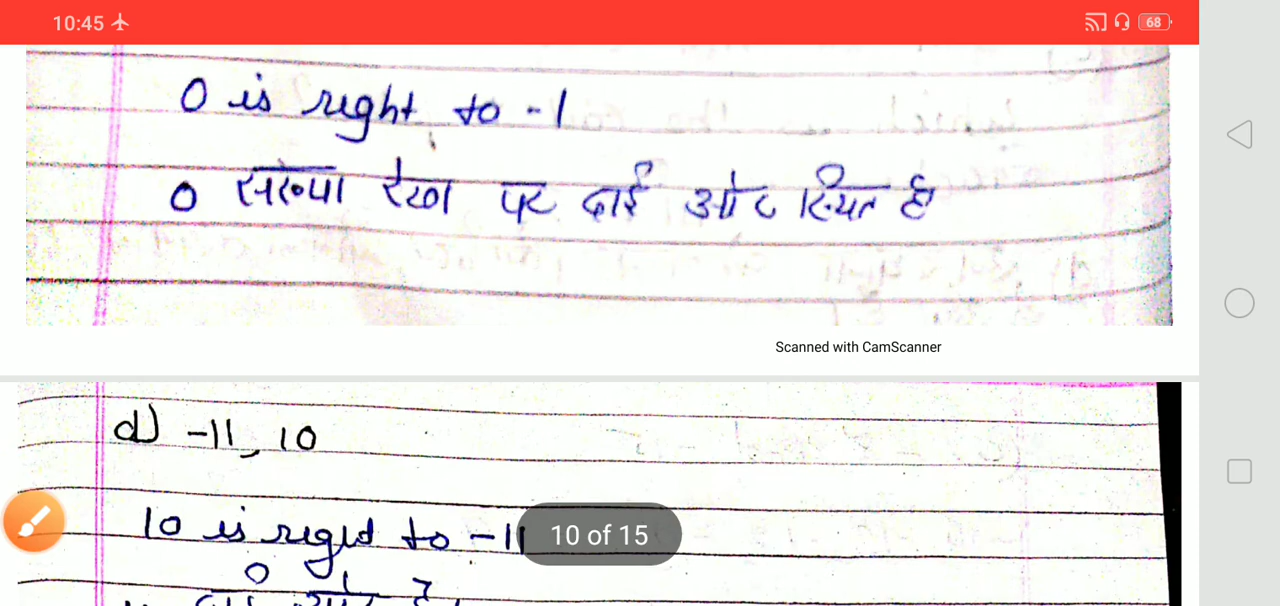 10:45
68
0 is right to -1
0 संख्या रेखा पर दाई ओर स्थित है
Scanned with CamScanner
d) -11, 10
10 is regid to -11
10 of 15